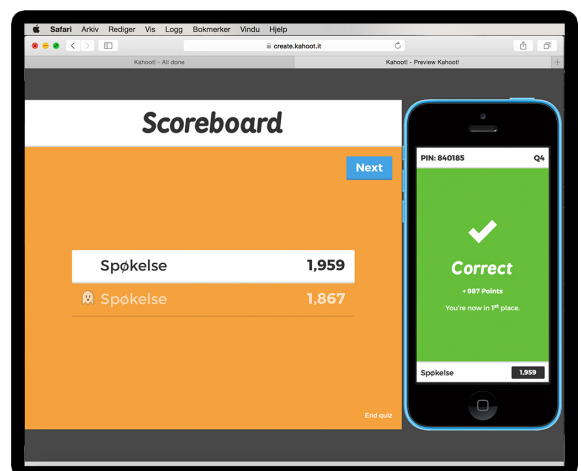 Safari Arkiv Rediger Vis Logg Bokmerker Vindu Hjelp
create.kahoot.it
Kahoot! - All done
Kahoot! - Preview Kahoot!
Scoreboard
Next
Spøkelse 1,959
Spøkelse 1,867
End quiz
PIN: 840185 Q4
Correct
+ 987 Points
You're now in 1st place.
Spøkelse 1,959